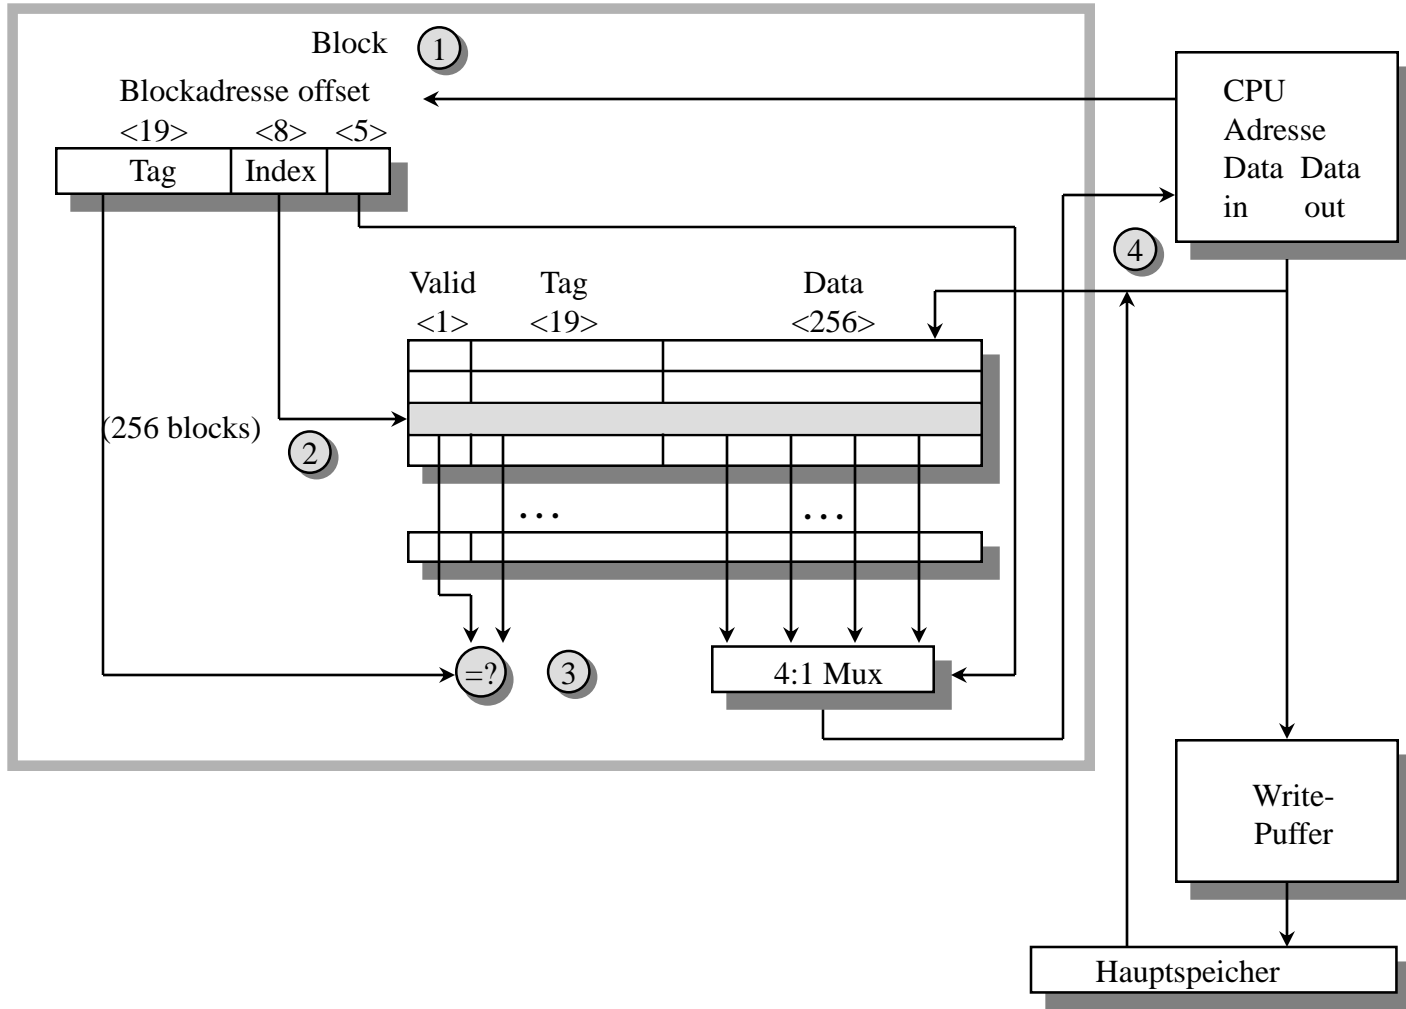 Block 1
Blockadresse offset
<19> <8> <5>
Tag Index
CPU
Adresse
Data Data
in out
4
Valid Tag Data
<1> <19> <256>
(256 blocks)
2
... ...
=? 3 4:1 Mux
Write-
Puffer
Hauptspeicher